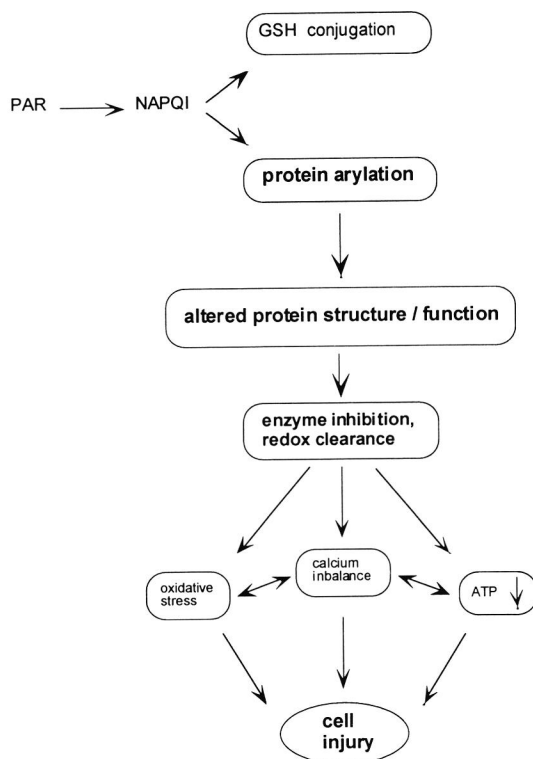 GSH conjugation
PAR
NAPQI
protein arylation
altered protein structure / function
enzyme inhibition,
redox clearance
oxidative
stress
calcium
inbalance
ATP
cell
injury